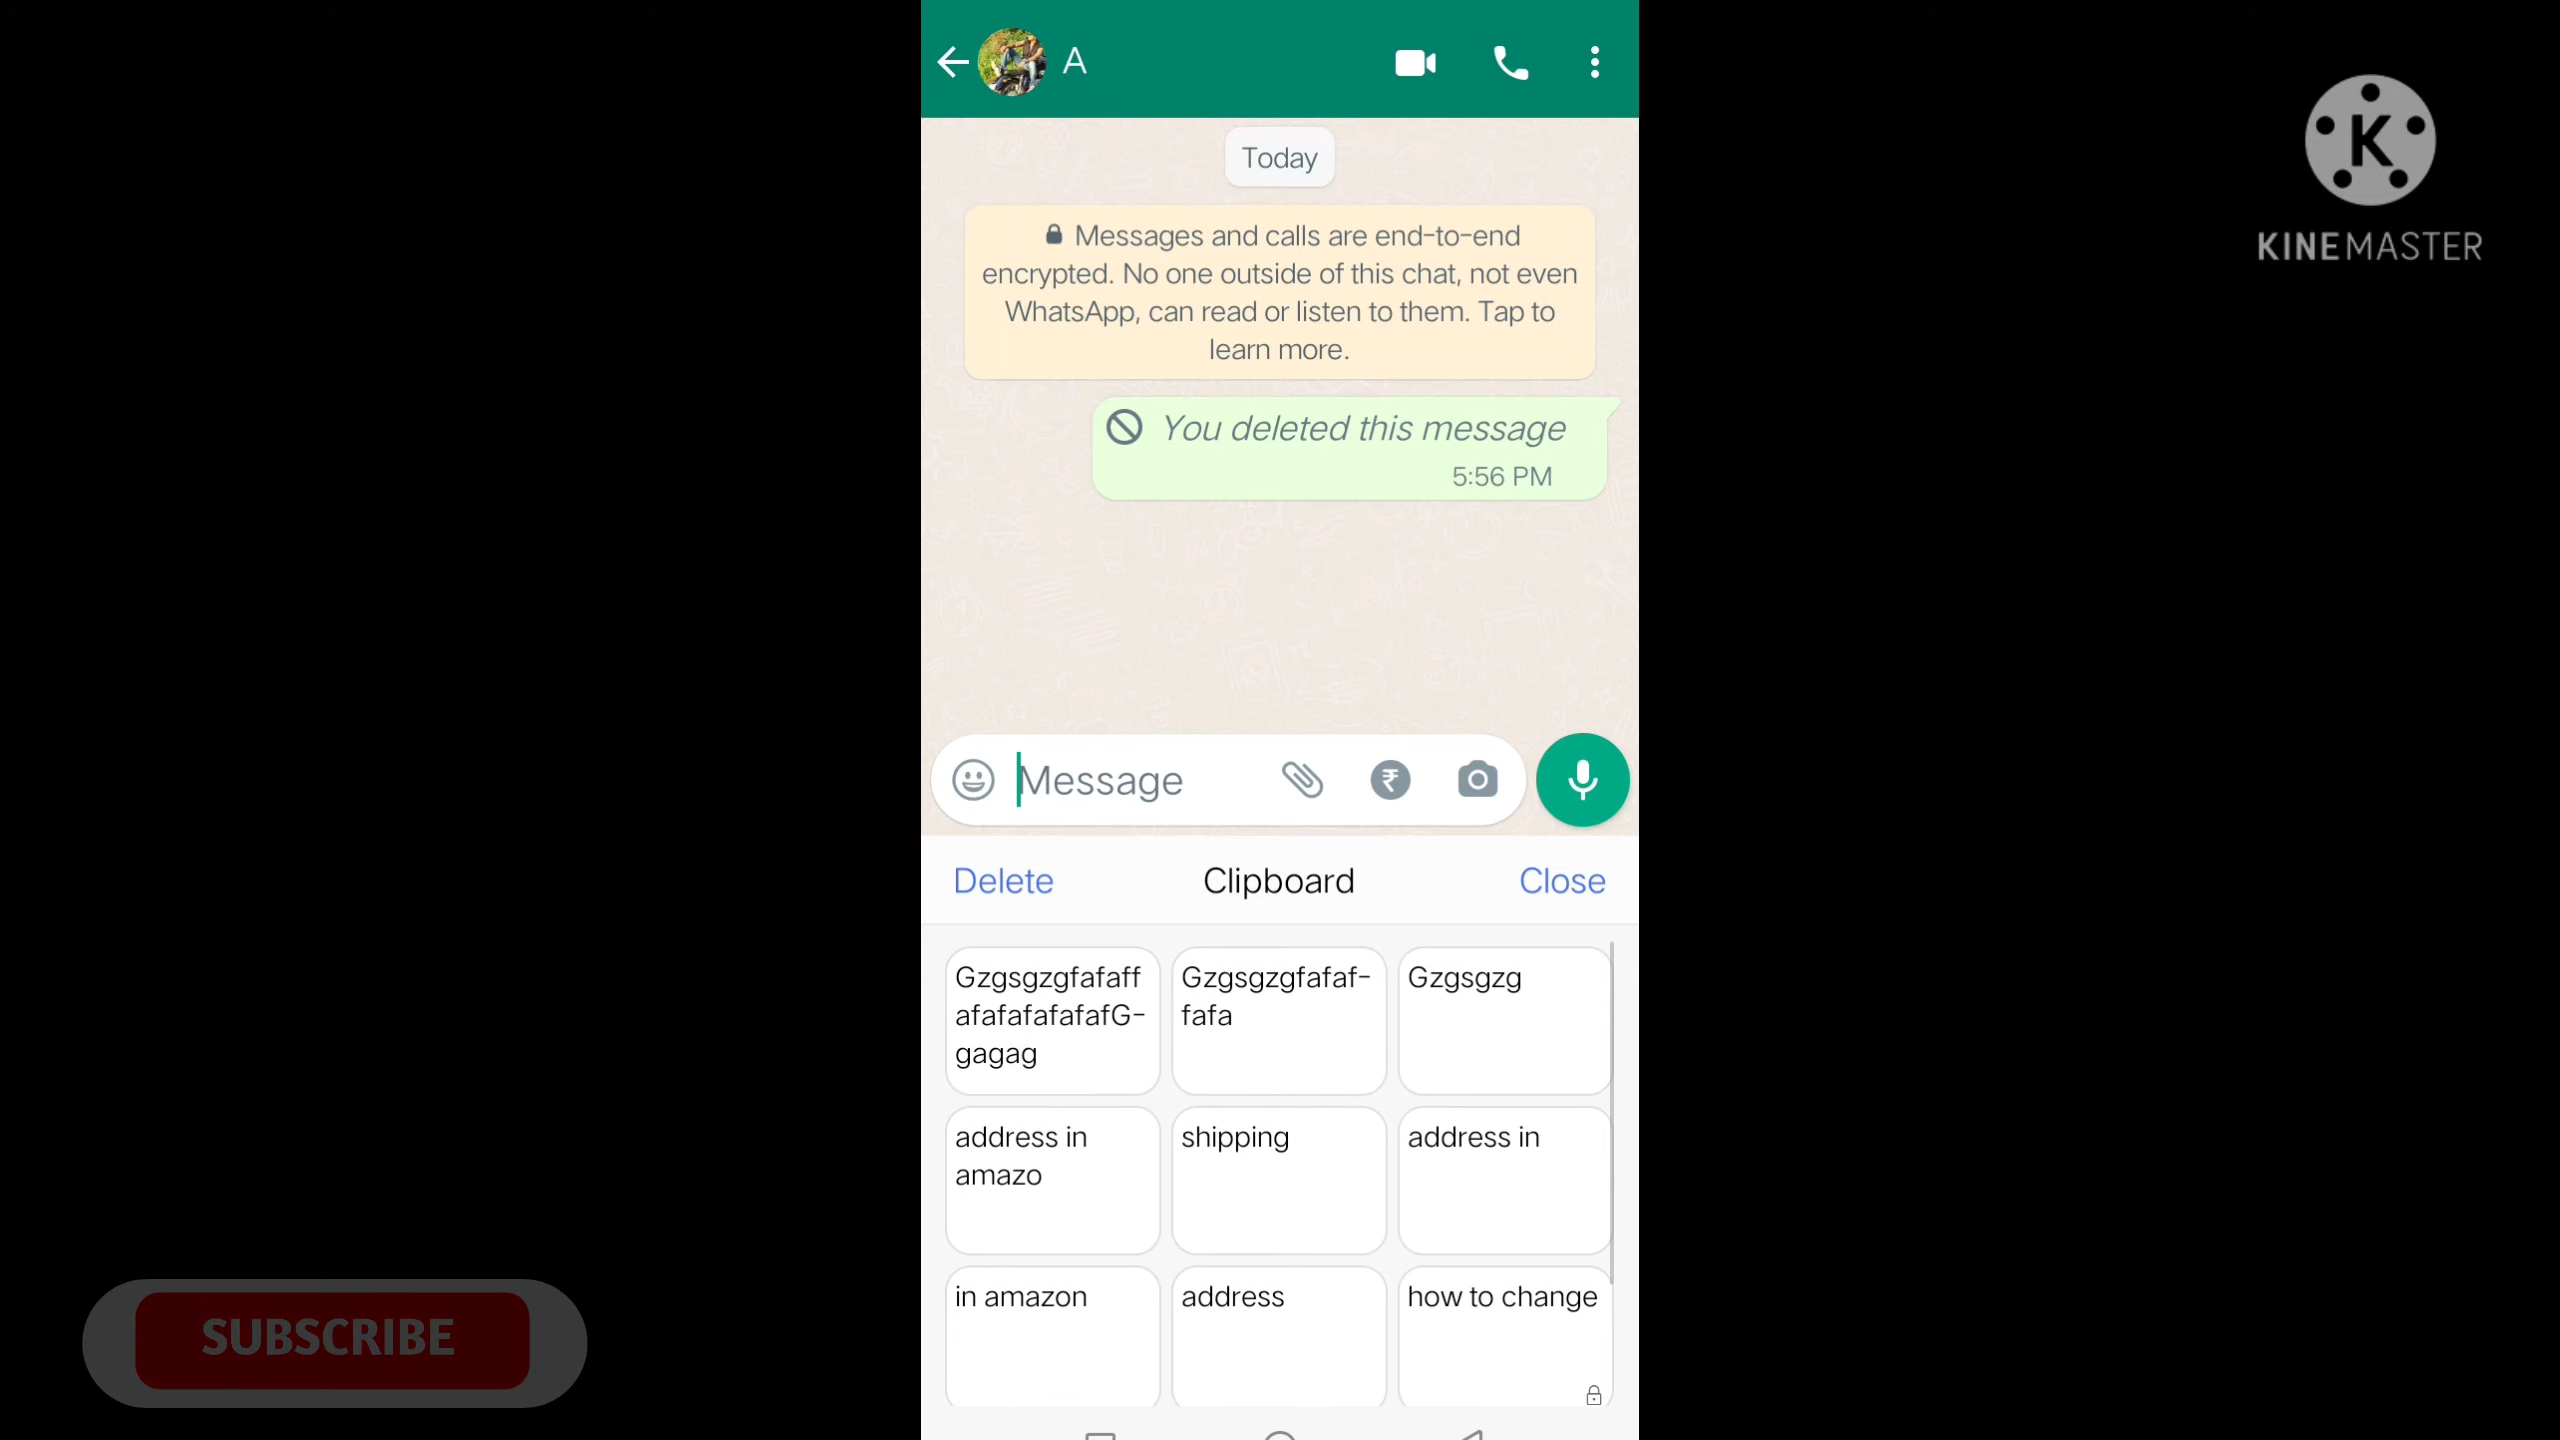 A
Today
Messages and calls are end-to-end
encrypted. No one outside of this chat, not even
WhatsApp, can read or listen to them. Tap to
learn more.
You deleted this message
5:56 PM
Message
Delete
Clipboard
Close
Gzgsgzgfafaff
afafafafafafG-
gagag
Gzgsgzgfafaf-
fafa
Gzgsgzg
address in
amazo
shipping
address in
in amazon
address
how to change
K
KINEMASTER
SUBSCRIBE